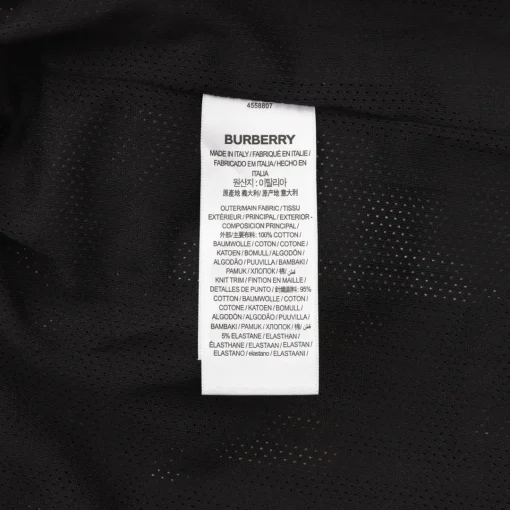 4558807
BURBERRY
MADE IN ITALY / FABRIQUÉ EN ITALIE /
FABRICADO EM ITALIA / HECHO EN
ITALIA
원산지 : 이탈리아
原產地 義大利 / 原产地 意大利
OUTER/MAIN FABRIC / TISSU
EXTÉRIEUR / PRINCIPAL / EXTERIOR -
COMPOSICION PRINCIPAL /
外部/主要布料: 100% COTTON /
BAUMWOLLE / COTON / COTONE /
KATOEN / BOMULL / ALGODÓN /
ALGODÃO / PUUVILLA / BAMBAKI /
PAMUK / ХЛОПОК / 棉 / قطن /
KNIT TRIM / FINTION EN MAILLE /
DETALLES DE PUNTO / 針織副料: 95%
COTTON / BAUMWOLLE / COTON /
COTONE / KATOEN / BOMULL /
ALGODÓN / ALGODÃO / PUUVILLA /
BAMBAKI / PAMUK / ХЛОПОК / 棉 / قطن /
5% ELASTANE / ELASTHAN /
ÉLASTHANE / ELASTAAN / ELASTAN /
ELASTANO / elastano / ELASTAANI /